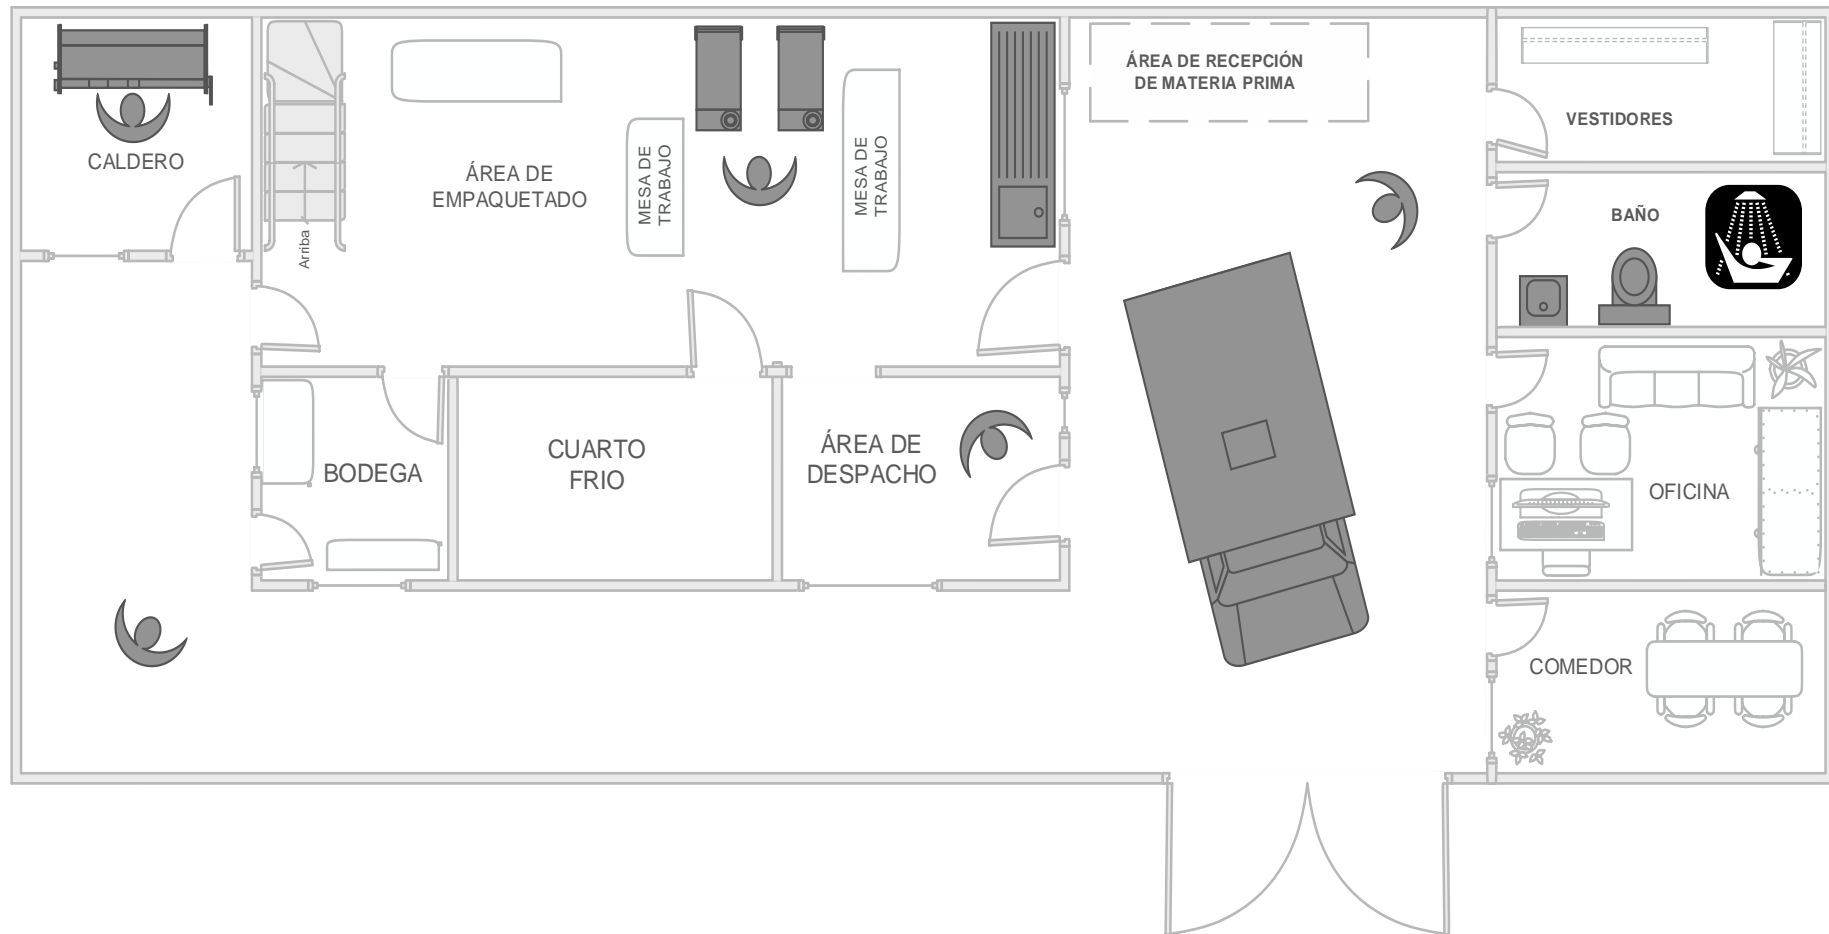 CALDERO
Arriba
ÁREA DE
EMPAQUETADO
MESA DE
TRABAJO
MESA DE
TRABAJO
ÁREA DE RECEPCIÓN
DE MATERIA PRIMA
VESTIDORES
BAÑO
BODEGA
CUARTO
FRIO
ÁREA DE
DESPACHO
OFICINA
COMEDOR